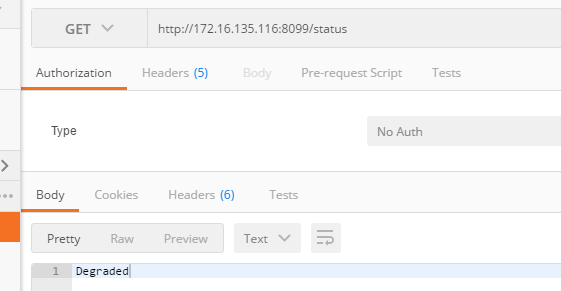 GET http://172.16.135.116:8099/status
Authorization Headers (5) Body Pre-request Script Tests
Type No Auth
Body Cookies Headers (6) Tests
Pretty Raw Preview Text
1 Degraded